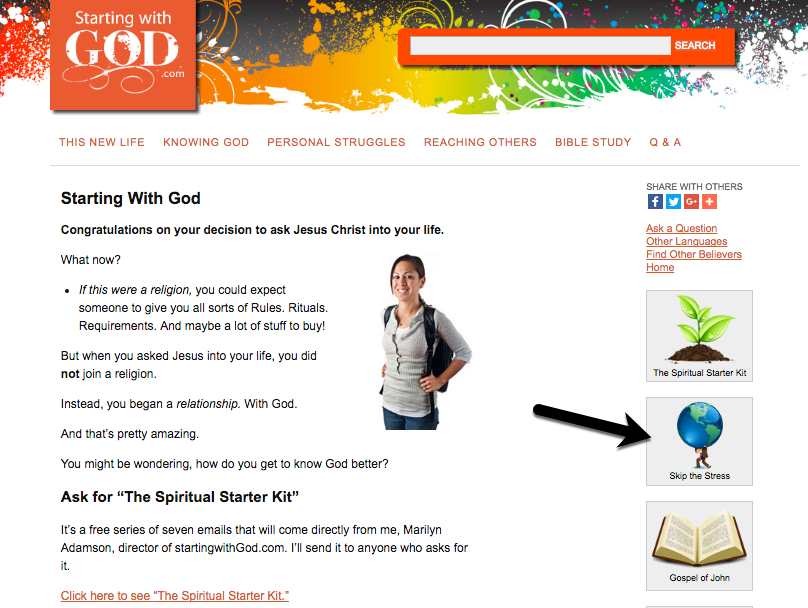 Starting with
GOD
.com
SEARCH
THIS NEW LIFE KNOWING GOD PERSONAL STRUGGLES REACHING OTHERS BIBLE STUDY Q & A
Starting With God
Congratulations on your decision to ask Jesus Christ into your life.
What now?
• If this were a religion, you could expect
someone to give you all sorts of Rules. Rituals.
Requirements. And maybe a lot of stuff to buy!
But when you asked Jesus into your life, you did
not join a religion.
Instead, you began a relationship. With God.
And that’s pretty amazing.
You might be wondering, how do you get to know God better?
Ask for “The Spiritual Starter Kit”
It’s a free series of seven emails that will come directly from me, Marilyn
Adamson, director of startingwithGod.com. I’ll send it to anyone who asks for
it.
Click here to see “The Spiritual Starter Kit.”
SHARE WITH OTHERS
Ask a Question
Other Languages
Find Other Believers
Home
The Spiritual Starter Kit
Skip the Stress
Gospel of John